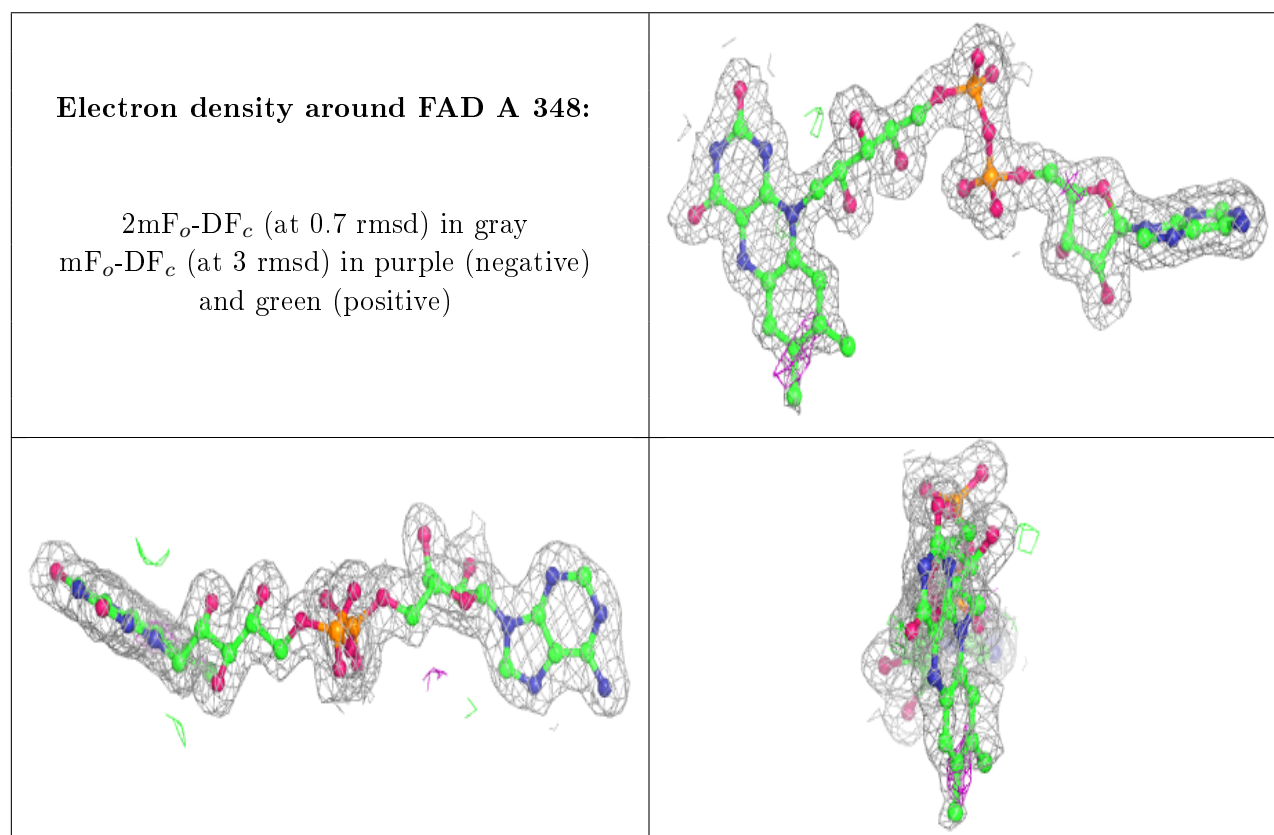 Electron density around FAD A 348:
2mFₒ-DF𝒸 (at 0.7 rmsd) in gray
mFₒ-DF𝒸 (at 3 rmsd) in purple (negative)
and green (positive)